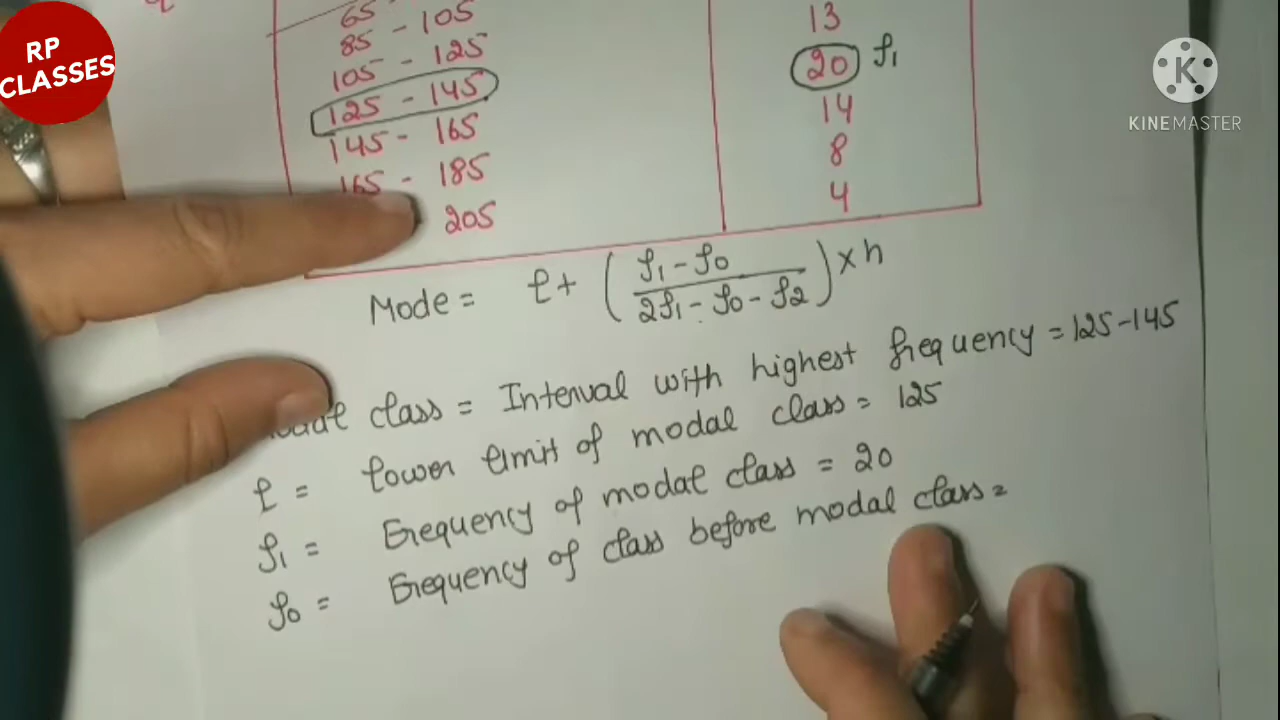 RP
CLASSES
KINEMASTER
65
85 - 105 13
105 - 125 20 f₁
125 - 145 14
145 - 165 8
165 - 185 4
205
Mode = l + ( f₁ - f₀ / 2f₁ - f₀ - f₂ ) × h
class = Interval with highest frequency = 125-145
l = lower limit of modal class = 125
f₁ = Frequency of modal class = 20
f₀ = Frequency of class before modal class =